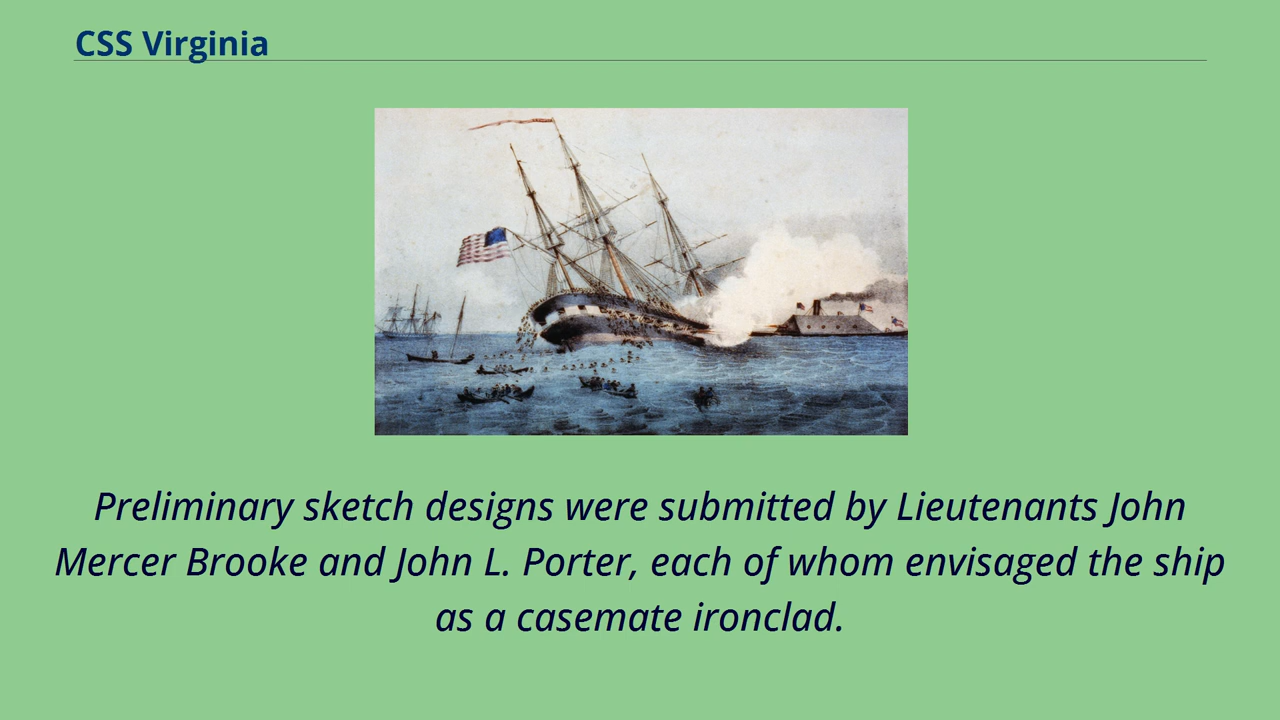 CSS Virginia
Preliminary sketch designs were submitted by Lieutenants John
Mercer Brooke and John L. Porter, each of whom envisaged the ship
as a casemate ironclad.